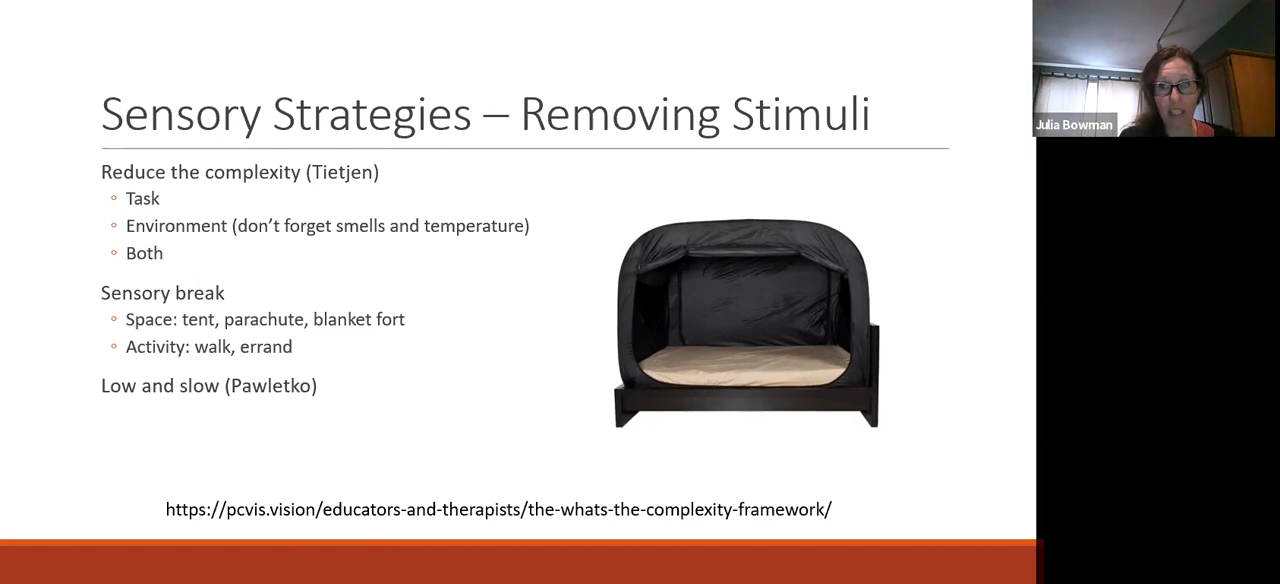 Sensory Strategies – Removing Stimuli
Reduce the complexity (Tietjen)
◦ Task
◦ Environment (don’t forget smells and temperature)
◦ Both
Sensory break
◦ Space: tent, parachute, blanket fort
◦ Activity: walk, errand
Low and slow (Pawletko)
https://pcvis.vision/educators-and-therapists/the-whats-the-complexity-framework/
Julia Bowman